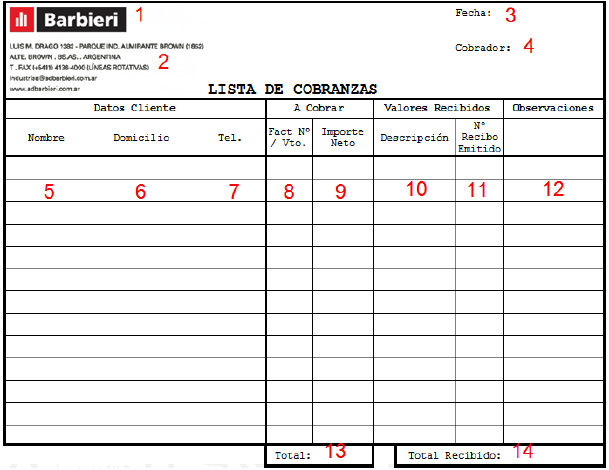 Barbieri 1
Fecha: 3
Cobrador: 4
LUIS M. DRAGO 1382 - PARQUE IND. ALMIRANTE BROWN (1852)
ALTE. BROWN . BS.AS.. ARGENTINA
2
T . FAX (+5411) 4136-4000 (LÍNEAS ROTATIVAS)
industrias@adbarbieri.com.ar
www.adbarbieri.com.ar
LISTA DE COBRANZAS
Datos Cliente A Cobrar Valores Recibidos Observaciones
Nombre Domicilio Tel. Fact Nº / Vto. Importe Neto Descripción N° Recibo Emitido
5 6 7 8 9 10 11 12
Total: 13 Total Recibido: 14